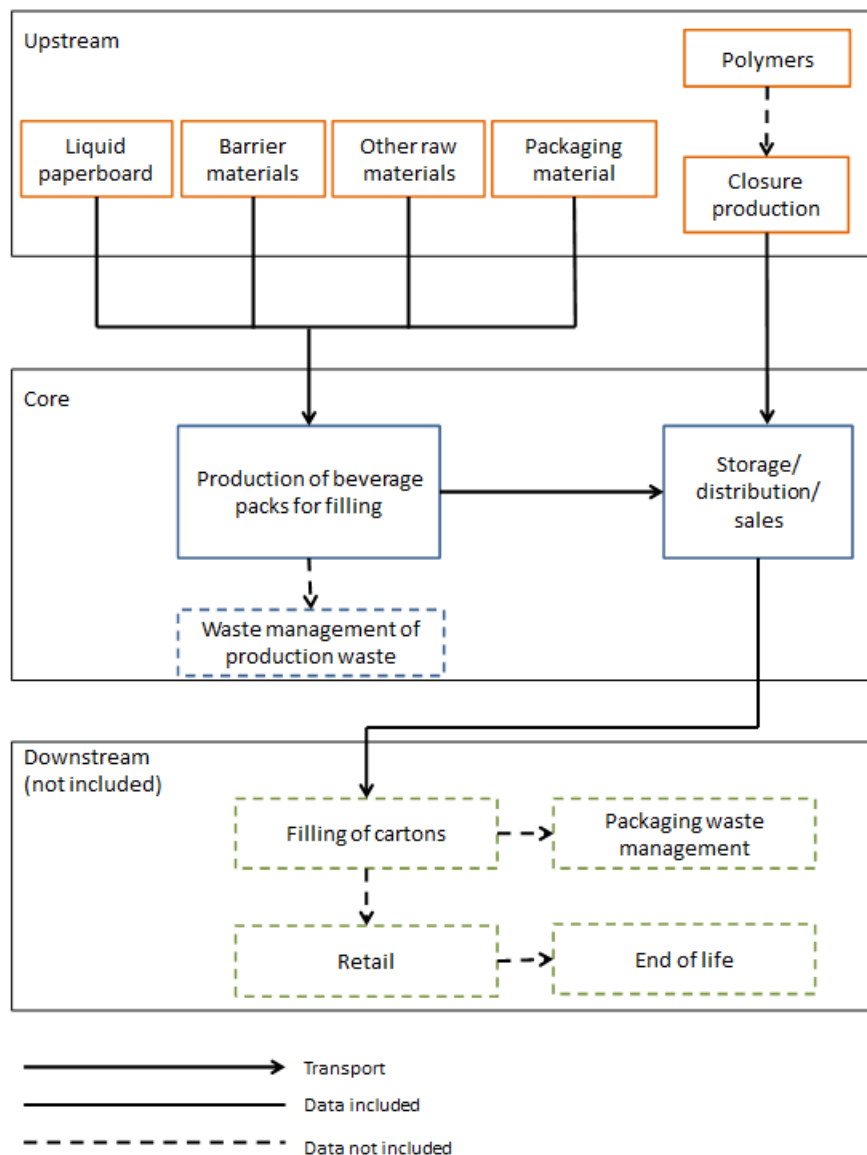 Upstream
Polymers
Liquid
paperboard
Barrier
materials
Other raw
materials
Packaging
material
Closure
production
Core
Production of beverage
packs for filling
Storage/
distribution/
sales
Waste management of
production waste
Downstream
(not included)
Filling of cartons
Packaging waste
management
Retail
End of life
Transport
Data included
Data not included